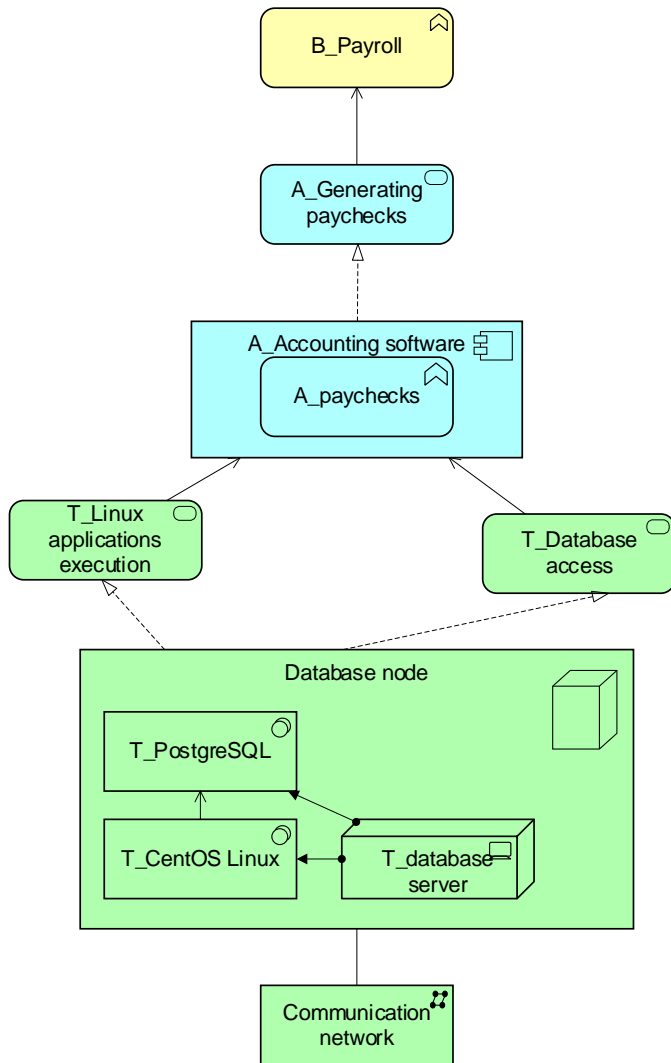 B_Payroll
A_Generating
paychecks
A_Accounting software
A_paychecks
T_Linux
applications
execution
T_Database
access
Database node
T_PostgreSQL
T_CentOS Linux
T_database
server
Communication
network